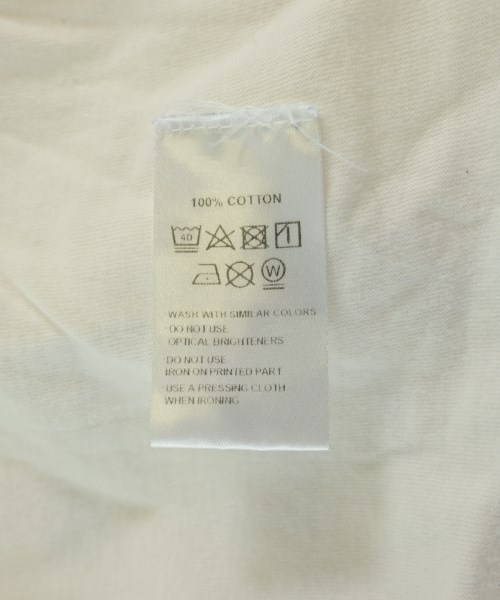 100% COTTON
40
W
WASH WITH SIMILAR COLORS
·DO NOT USE
OPTICAL BRIGHTENERS
·DO NOT USE
IRON ON PRINTED PART
·USE A PRESSING CLOTH
WHEN IRONING